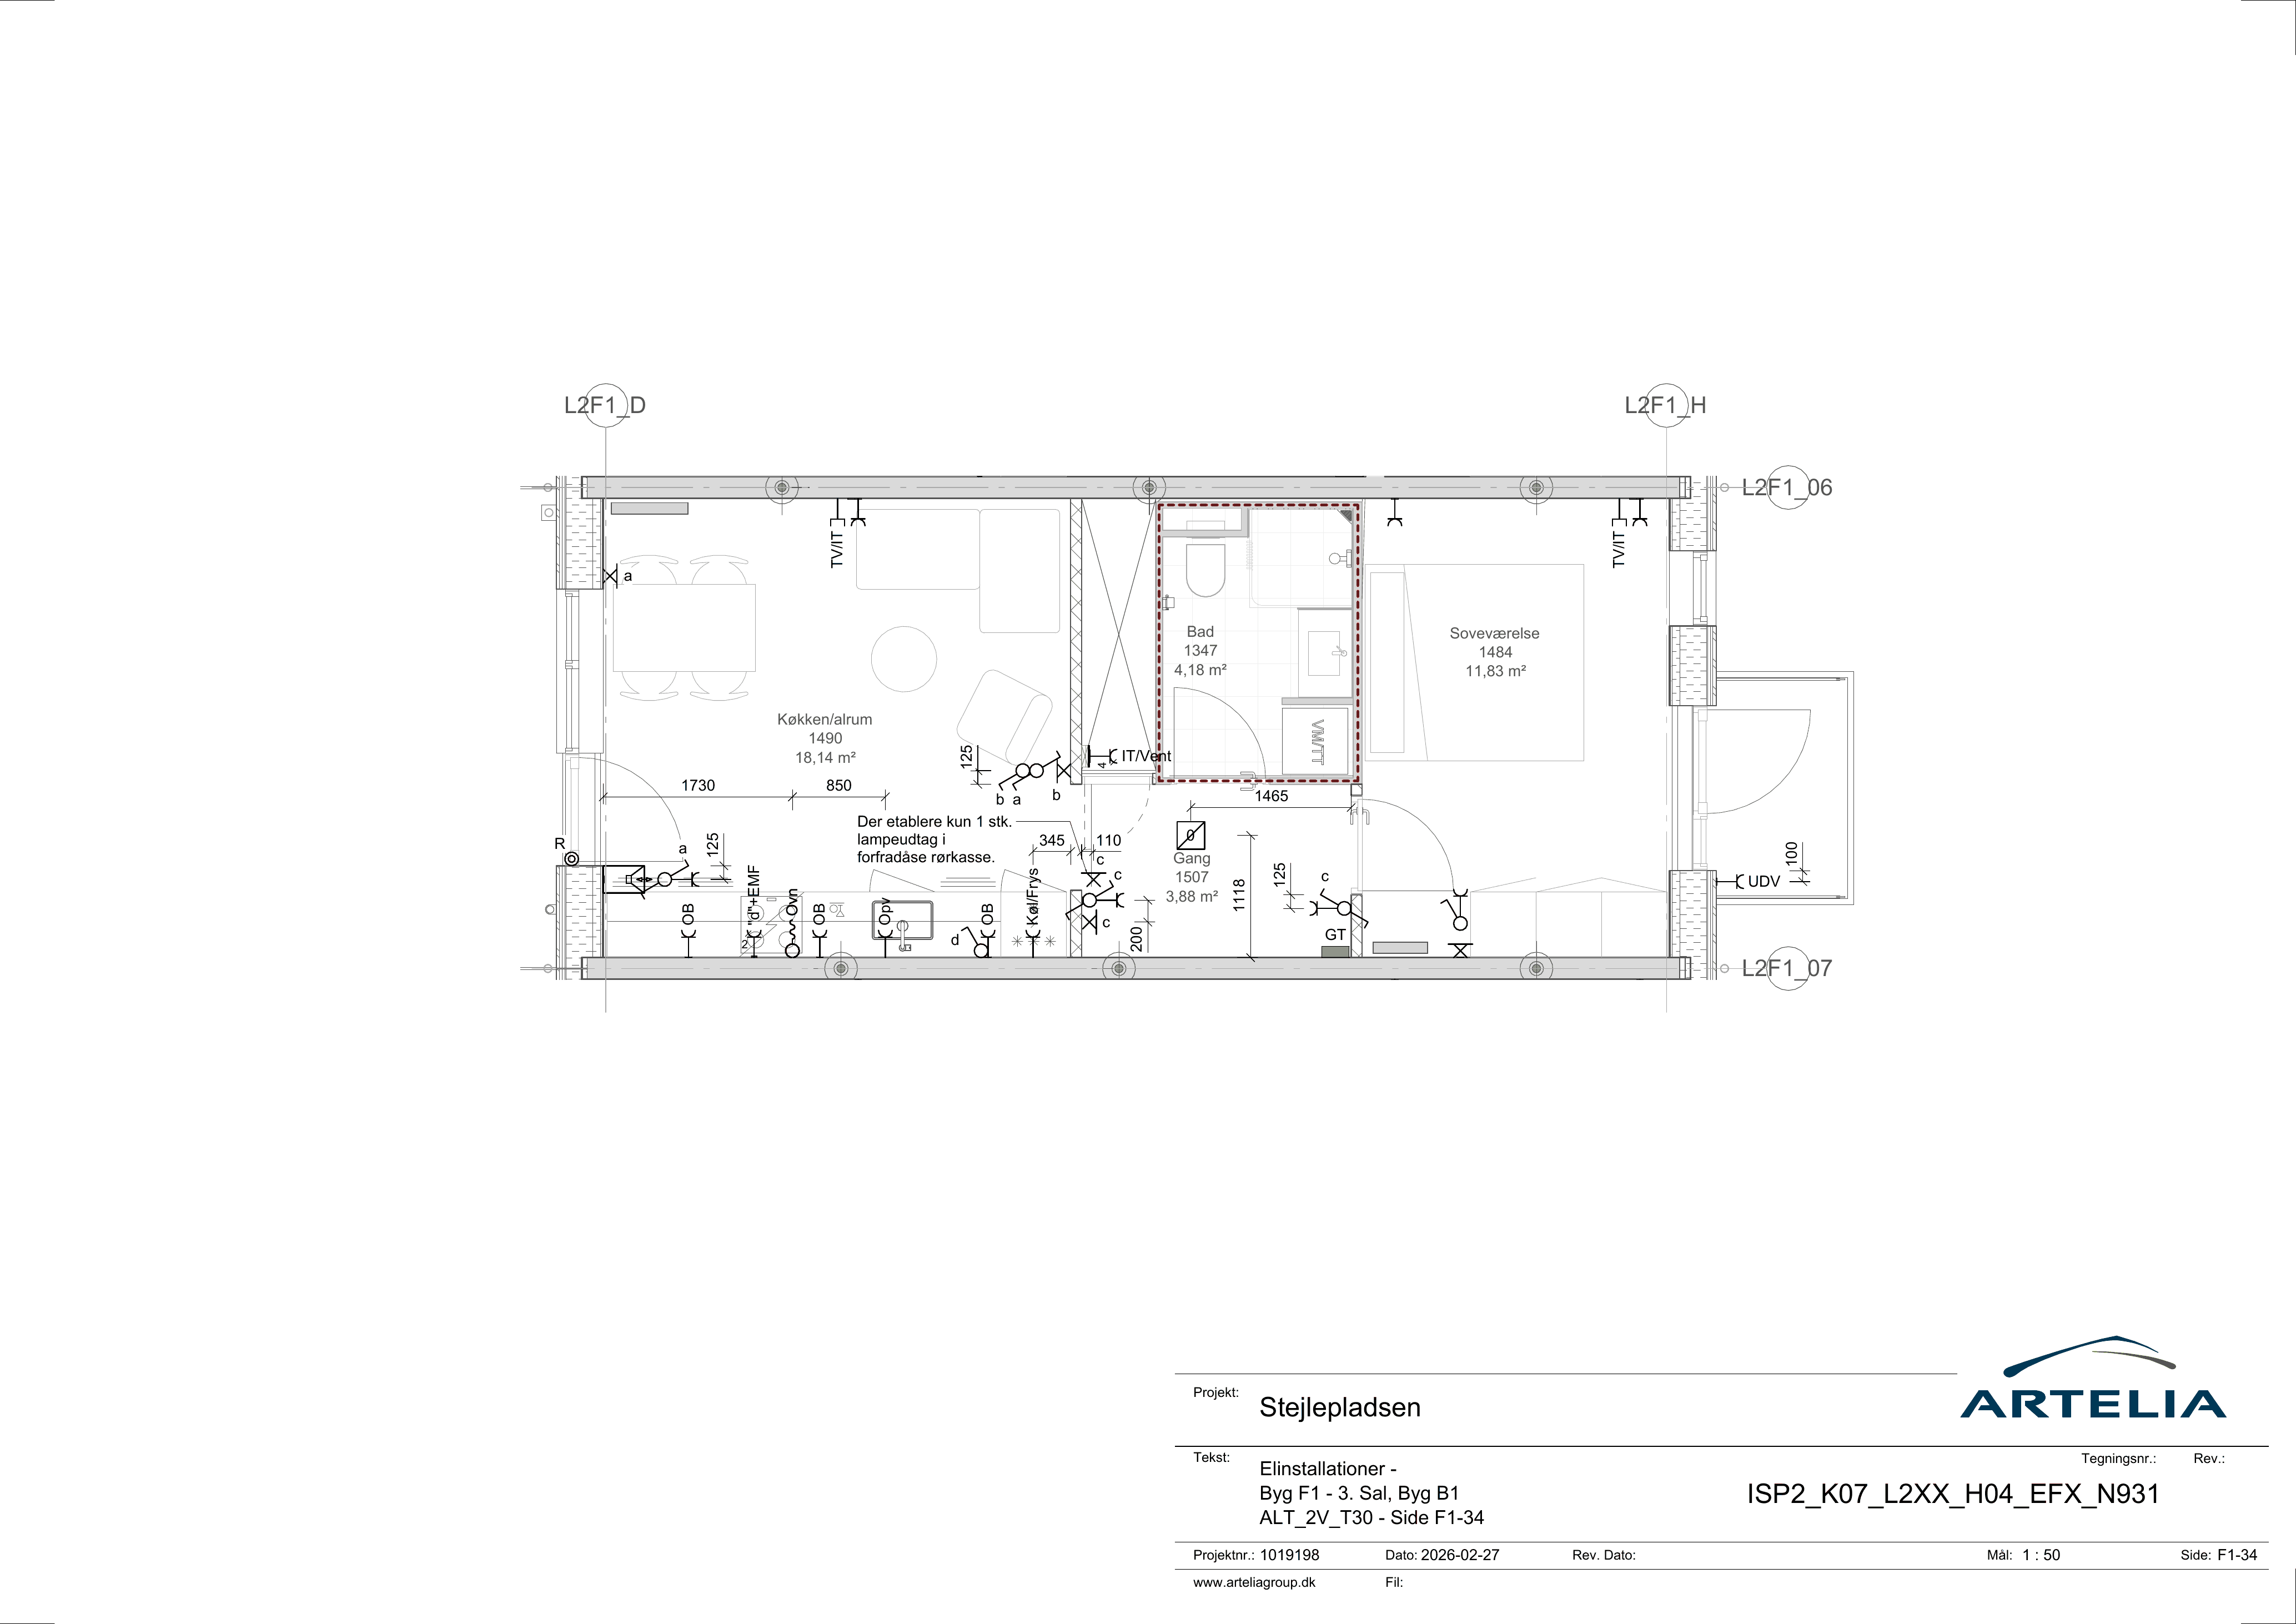 L2F1_D
L2F1_H
L2F1_06
TV/IT
TV/IT
a
Bad
1347
4,18 m²
Soveværelse
1484
11,83 m²
Køkken/alrum
1490
18,14 m²
VM/TT
125
4
IT/Vent
b a
b
1730
850
1465
Der etablere kun 1 stk.
lampeudtag i
forfradåse rørkasse.
345
110
0
R
a
125
c
Gang
1507
3,88 m²
c
c
1118
125
c
GT
200
100
UDV
OB
"d"+EMF
2
Ovn
OB
Opv
d
OB
Køl/Frys
L2F1_07
ARTELIA
Projekt:
Stejlepladsen
Tekst:
Elinstallationer -
Byg F1 - 3. Sal, Byg B1
ALT_2V_T30 - Side F1-34
Tegningsnr.:
Rev.:
ISP2_K07_L2XX_H04_EFX_N931
Projektnr.: 1019198
Dato: 2026-02-27
Rev. Dato:
Mål: 1 : 50
Side: F1-34
www.arteliagroup.dk
Fil: